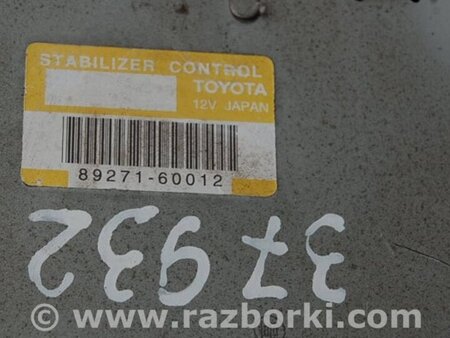 STABILIZER CONTROL
TOYOTA
12V JAPAN
89271-60012
37932
www.razborki.com